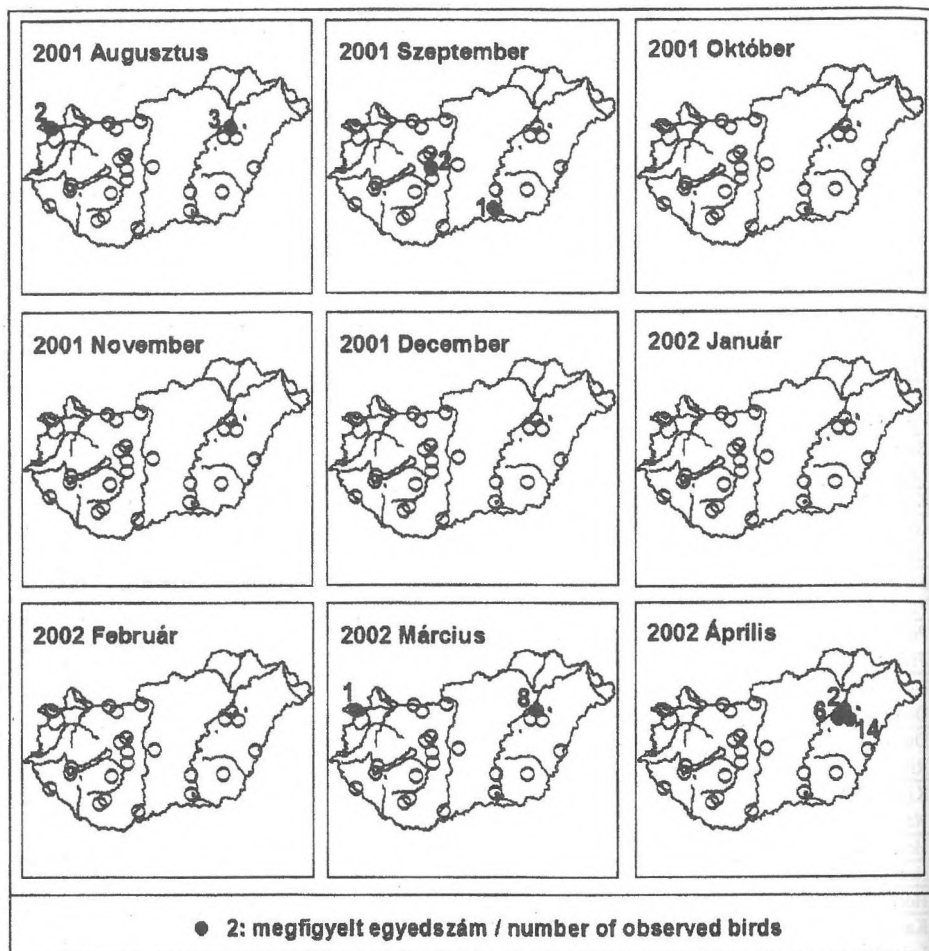 2001 Augusztus
2
3
2001 Szeptember
22
1
2001 Október
2001 November
2001 December
2002 Január
2002 Február
2002 Március
1
8
2002 Április
2
6
14
2: megfigyelt egyedszám / number of observed birds